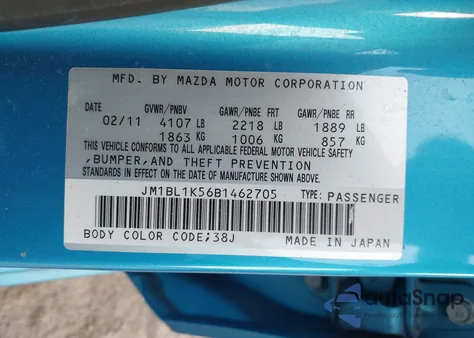 MFD. BY MAZDA MOTOR CORPORATION
DATE GVWR/PNBV GAWR/PNBE FRT GAWR/PNBE RR
02/11 4107 LB 2218 LB 1889 LB
1863 KG 1006 KG 857 KG
THIS VEHICLE CONFORMS TO ALL APPLICABLE FEDERAL MOTOR VEHICLE SAFETY
,BUMPER,AND THEFT PREVENTION
STANDARDS IN EFFECT ON THE DATE OF MANUFACTURE SHOWN ABOVE.
JM1BL1K56B1462705 TYPE: PASSENGER
BODY COLOR CODE;38J MADE IN JAPAN
autoSnap